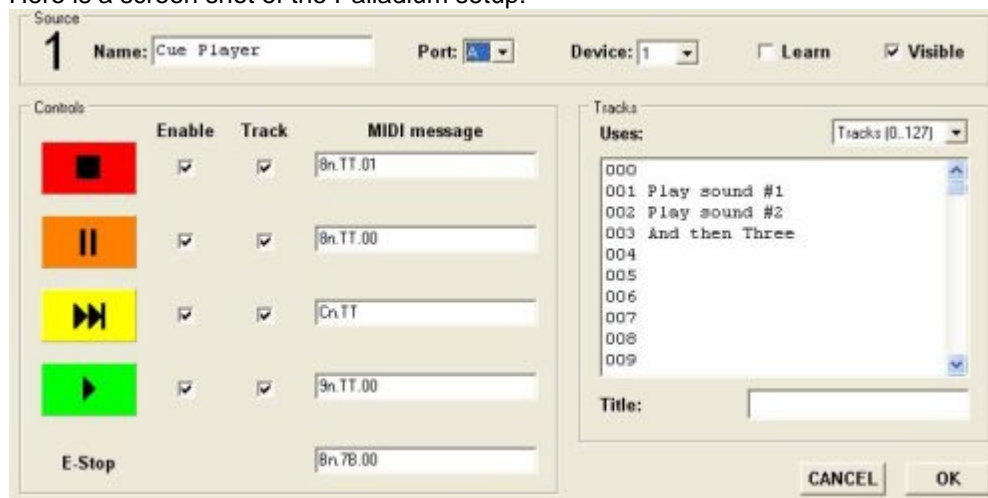 Here is a screen shot of the Palladium setup:
Source
1 Name: Cue Player Port: A Device: 1 Learn Visible
Controls
Enable Track MIDI message
8n.TT.01
8n.TT.00
Cn.TT
9n.TT.00
E-Stop Bn.7B.00
Tracks
Uses: Tracks (0..127)
000
001 Play sound #1
002 Play sound #2
003 And then Three
004
005
006
007
008
009
Title:
CANCEL OK